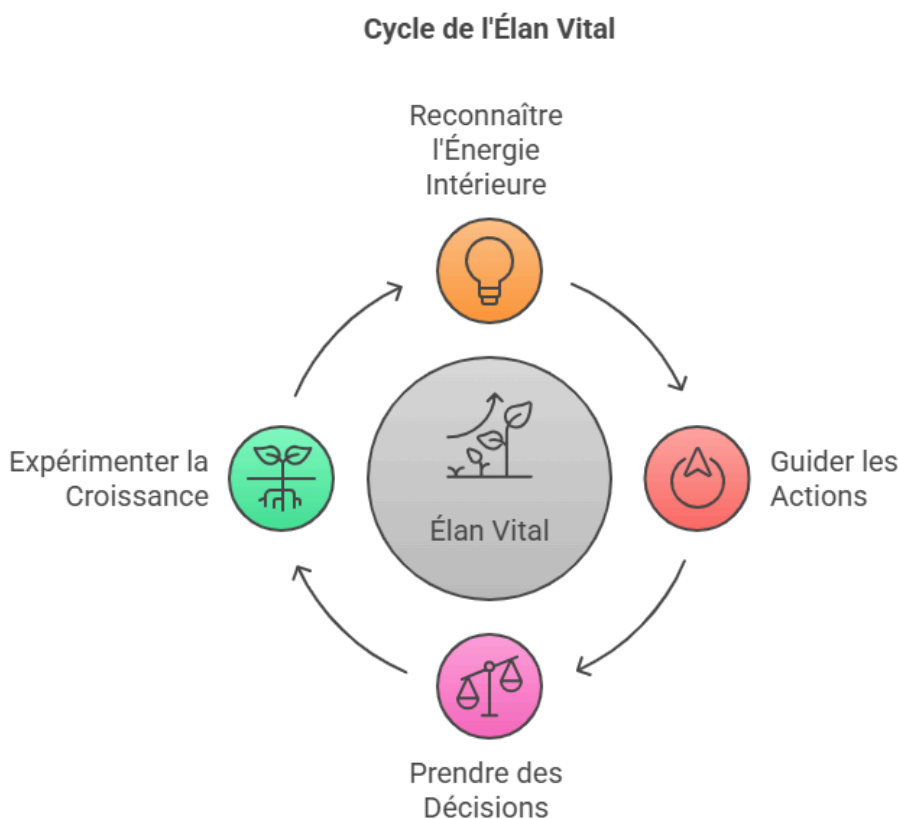 Cycle de l'Élan Vital
Reconnaître
l'Énergie
Intérieure
Expérimenter la
Croissance
Élan Vital
Guider les
Actions
Prendre des
Décisions